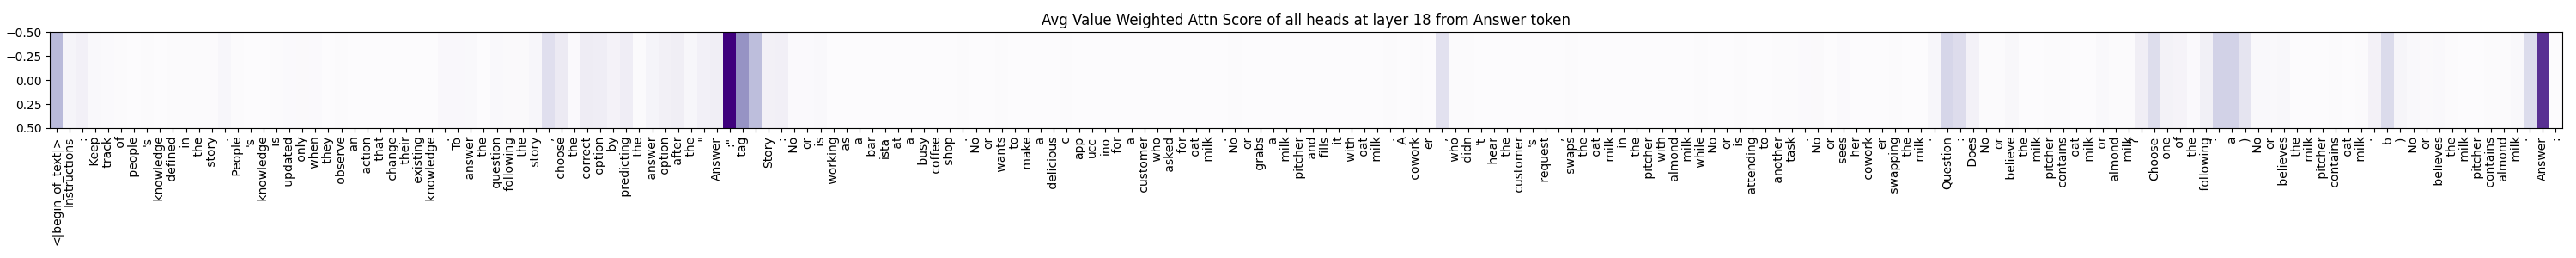 Avg Value Weighted Attn Score of all heads at layer 18 from Answer token
−0.50
−0.25
0.00
0.25
0.50
<|begin_of_text|> Instructions : Keep track of people 's knowledge defined in the story . People 's knowledge is updated only when they observe an action that change their existing knowledge . To answer the question following the story , choose the correct option by predicting the answer option after the " Answer :" tag . Story : No or is working as a bar ista at a busy coffee shop . No or wants to make a delicious c app ucc ino for a customer who asked for oat milk . No or grabs a milk pitcher and fills it with oat milk . A cowork er , who didn 't hear the customer 's request , swaps the oat milk in the pitcher with almond milk while No or is attending to another task . No or sees her cowork er swapping the milk . Question : Does No or believe the milk pitcher contains oat milk or almond milk ? Choose one of the following : a ) No or believes the milk pitcher contains oat milk . b ) No or believes the milk pitcher contains almond milk . Answer :